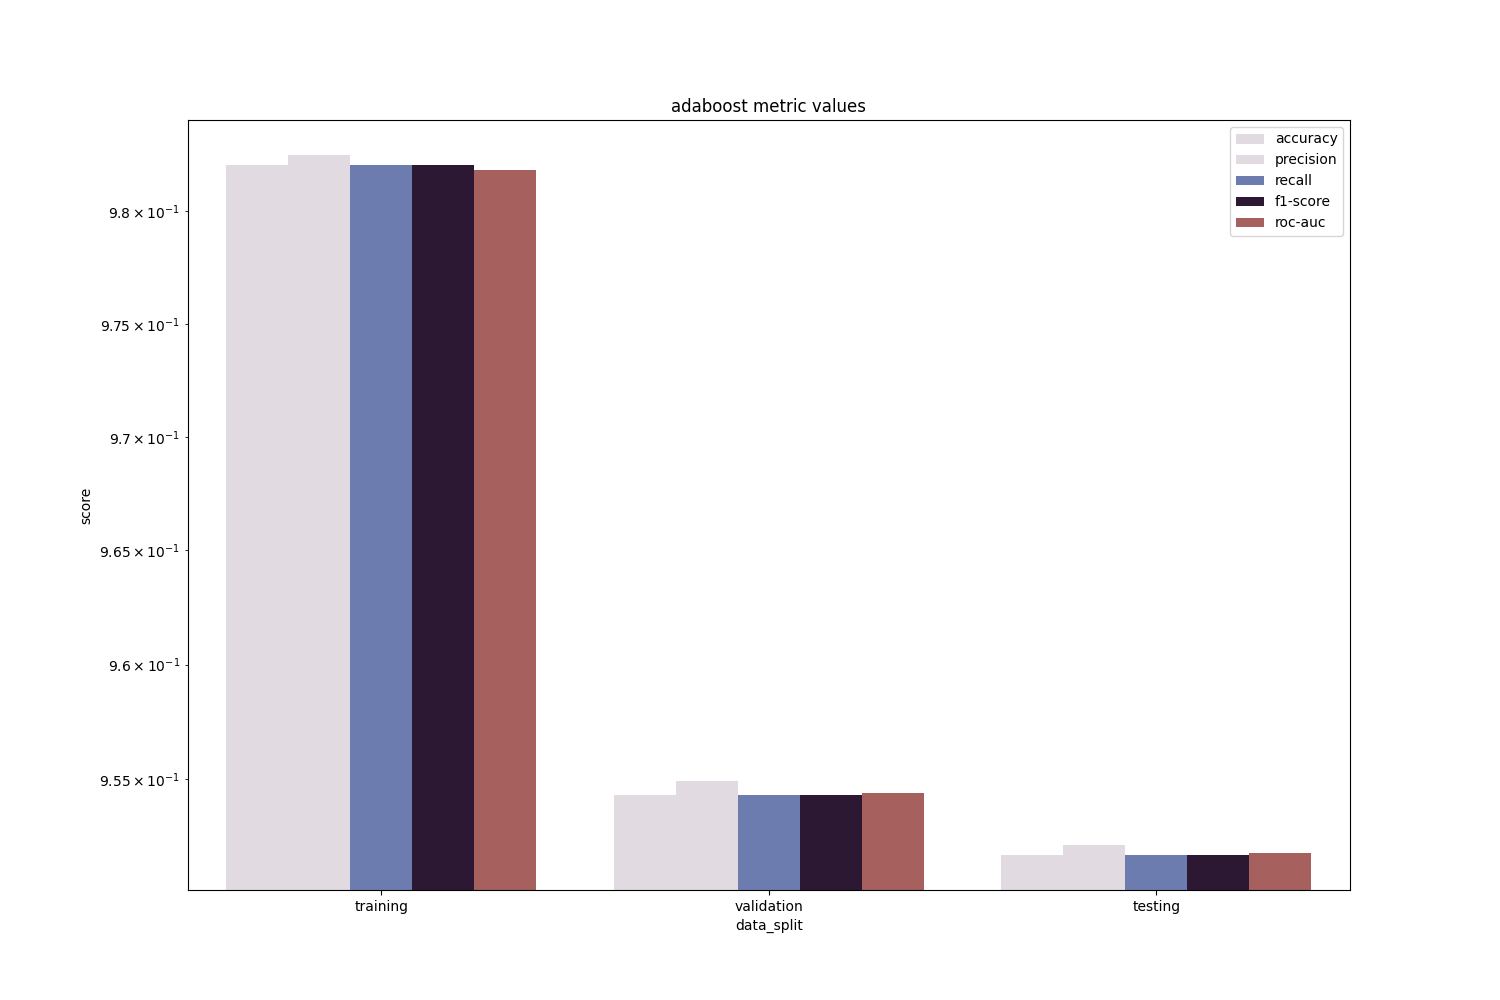 adaboost metric values
accuracy
precision
recall
f1-score
roc-auc
9.8 × 10⁻¹
9.75 × 10⁻¹
9.7 × 10⁻¹
9.65 × 10⁻¹
9.6 × 10⁻¹
9.55 × 10⁻¹
score
training
validation
testing
data_split